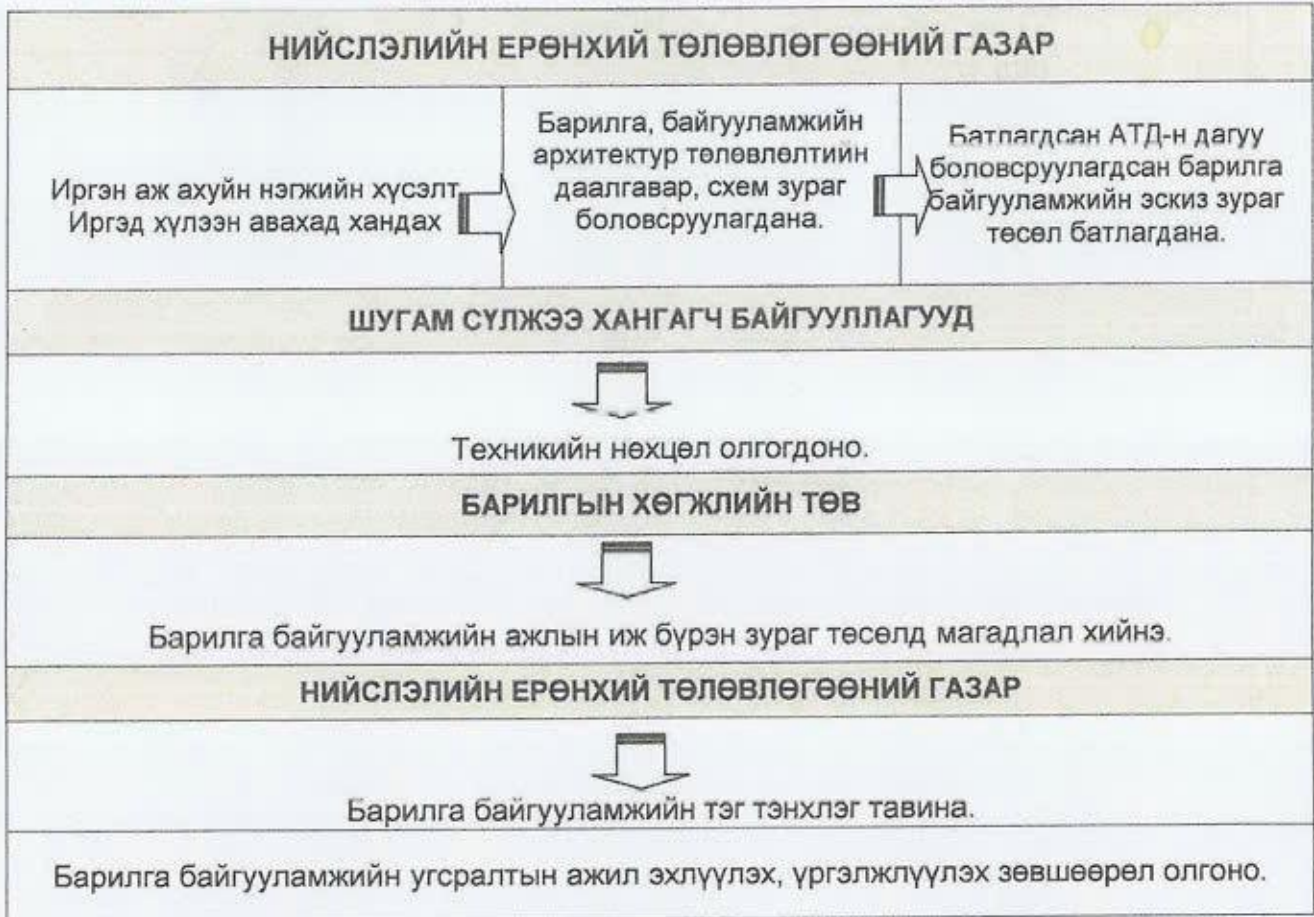 НИЙСЛЭЛИЙН ЕРӨНХИЙ ТӨЛӨВЛӨГӨӨНИЙ ГАЗАР
Иргэн аж ахуйн нэгжийн хүсэлт
Иргэд хүлээн авахад хандах
Барилга, байгууламжийн
архитектур төлөвлөлтийн
даалгавар, схем зураг
боловсруулагдана.
Батлагдсан АТД-н дагуу
боловсруулагдсан барилга
байгууламжийн эскиз зураг
төсөл батлагдана.
ШУГАМ СҮЛЖЭЭ ХАНГАГЧ БАЙГУУЛЛАГУУД
Техникийн нөхцөл олгогдоно.
БАРИЛГЫН ХӨГЖЛИЙН ТӨВ
Барилга байгууламжийн ажлын иж бүрэн зураг төсөлд магадлал хийнэ.
НИЙСЛЭЛИЙН ЕРӨНХИЙ ТӨЛӨВЛӨГӨӨНИЙ ГАЗАР
Барилга байгууламжийн тэг тэнхлэг тавина.
Барилга байгууламжийн угсралтын ажил эхлүүлэх, үргэлжлүүлэх зөвшөөрөл олгоно.